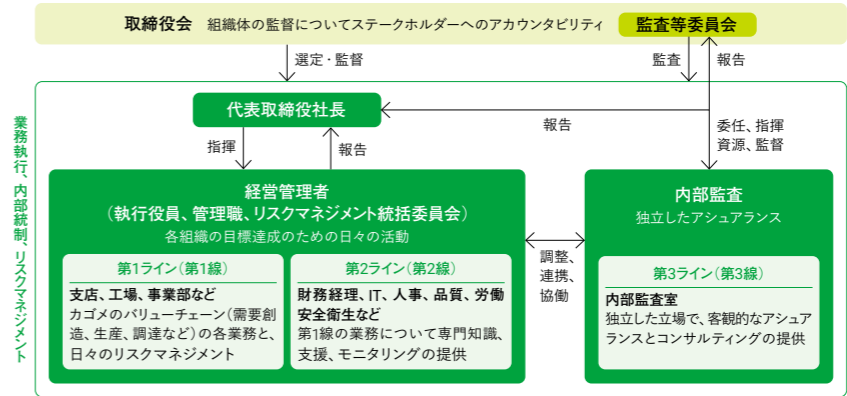 取締役会 組織体の監督についてステークホルダーへのアカウンタビリティ 監査等委員会
選定・監督
監査
報告
業務執行、内部統制、リスクマネジメント
代表取締役社長
報告
指揮
報告
委任、指揮
資源、監督
経営管理者
（執行役員、管理職、リスクマネジメント統括委員会）
各組織の目標達成のための日々の活動
第1ライン（第1線）
支店、工場、事業部など
カゴメのバリューチェーン（需要創
造、生産、調達など）の各業務と、
日々のリスクマネジメント
第2ライン（第2線）
財務経理、IT、人事、品質、労働
安全衛生など
第1線の業務について専門知識、
支援、モニタリングの提供
調整、
連携、
協働
内部監査
独立したアシュアランス
第3ライン（第3線）
内部監査室
独立した立場で、客観的なアシュア
ランスとコンサルティングの提供